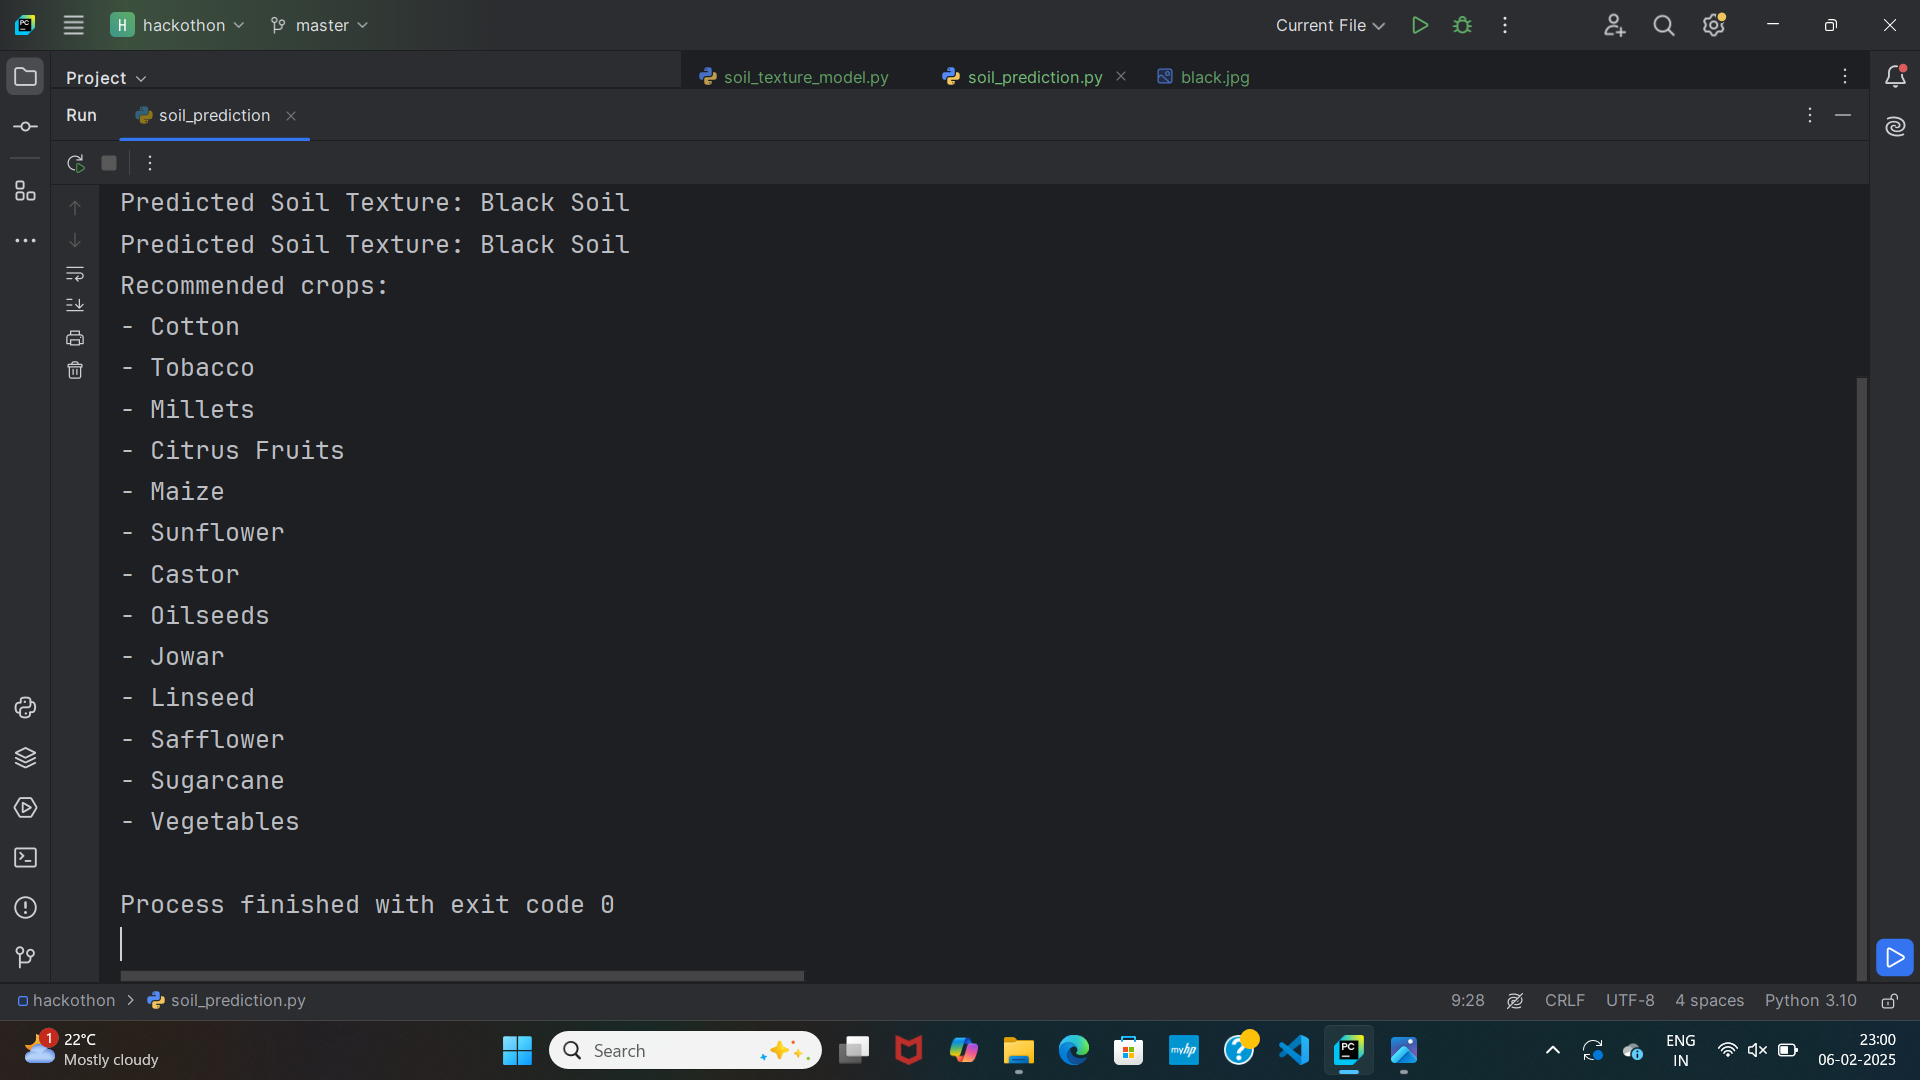 PC
H hackothon
master
Current File
Project
soil_texture_model.py
soil_prediction.py
black.jpg
Run
soil_prediction
Predicted Soil Texture: Black Soil
Predicted Soil Texture: Black Soil
Recommended crops:
- Cotton
- Tobacco
- Millets
- Citrus Fruits
- Maize
- Sunflower
- Castor
- Oilseeds
- Jowar
- Linseed
- Safflower
- Sugarcane
- Vegetables
Process finished with exit code 0
hackothon > soil_prediction.py
9:28
CRLF
UTF-8
4 spaces
Python 3.10
1
22°C
Mostly cloudy
Search
myhp
PC
ENG
IN
23:00
06-02-2025